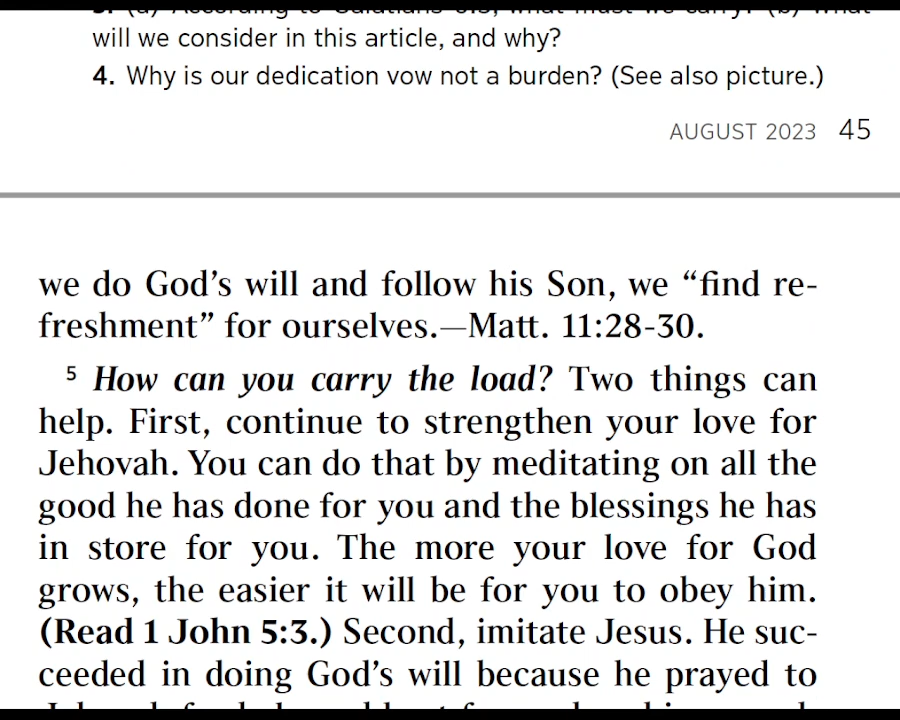 will we consider in this article, and why?
4. Why is our dedication vow not a burden? (See also picture.)
AUGUST 2023 45
we do God’s will and follow his Son, we “find re-
freshment” for ourselves.—Matt. 11:28-30.
5 How can you carry the load? Two things can
help. First, continue to strengthen your love for
Jehovah. You can do that by meditating on all the
good he has done for you and the blessings he has
in store for you. The more your love for God
grows, the easier it will be for you to obey him.
(Read 1 John 5:3.) Second, imitate Jesus. He suc-
ceeded in doing God’s will because he prayed to